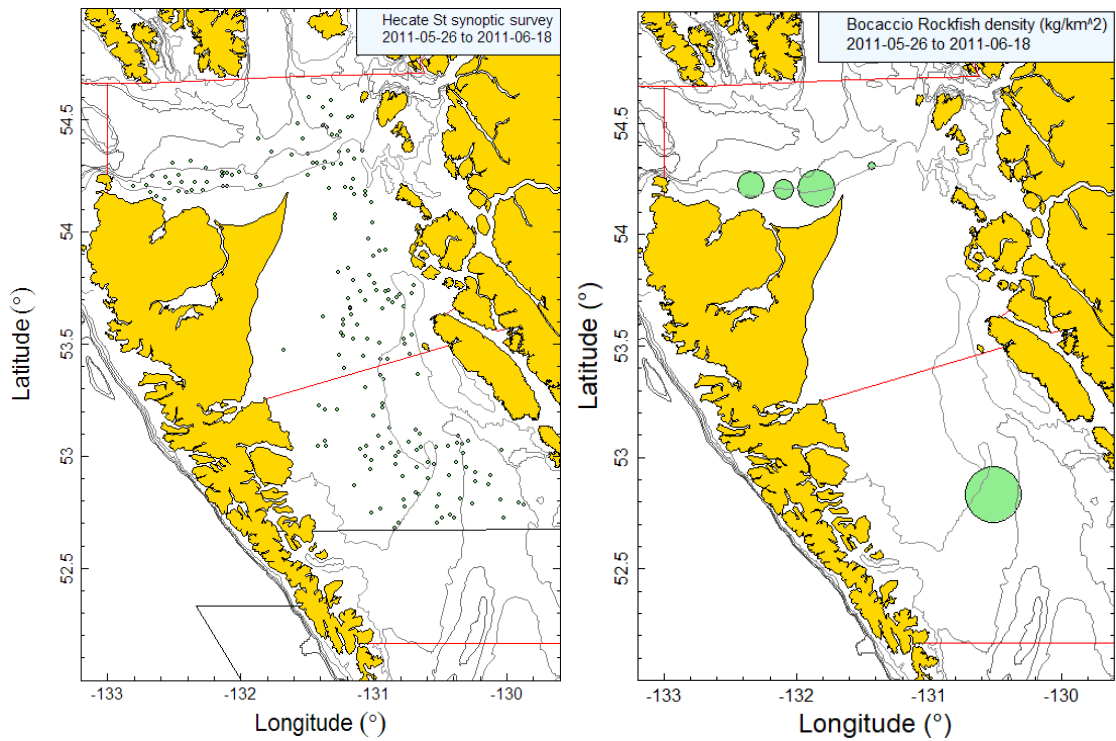 Hecate St synoptic survey
2011-05-26 to 2011-06-18
54.5
54
53.5
53
52.5
Latitude (°)
-133
-132
-131
-130
Longitude (°)
Bocaccio Rockfish density (kg/km^2)
2011-05-26 to 2011-06-18
54.5
54
53.5
53
52.5
Latitude (°)
-133
-132
-131
-130
Longitude (°)